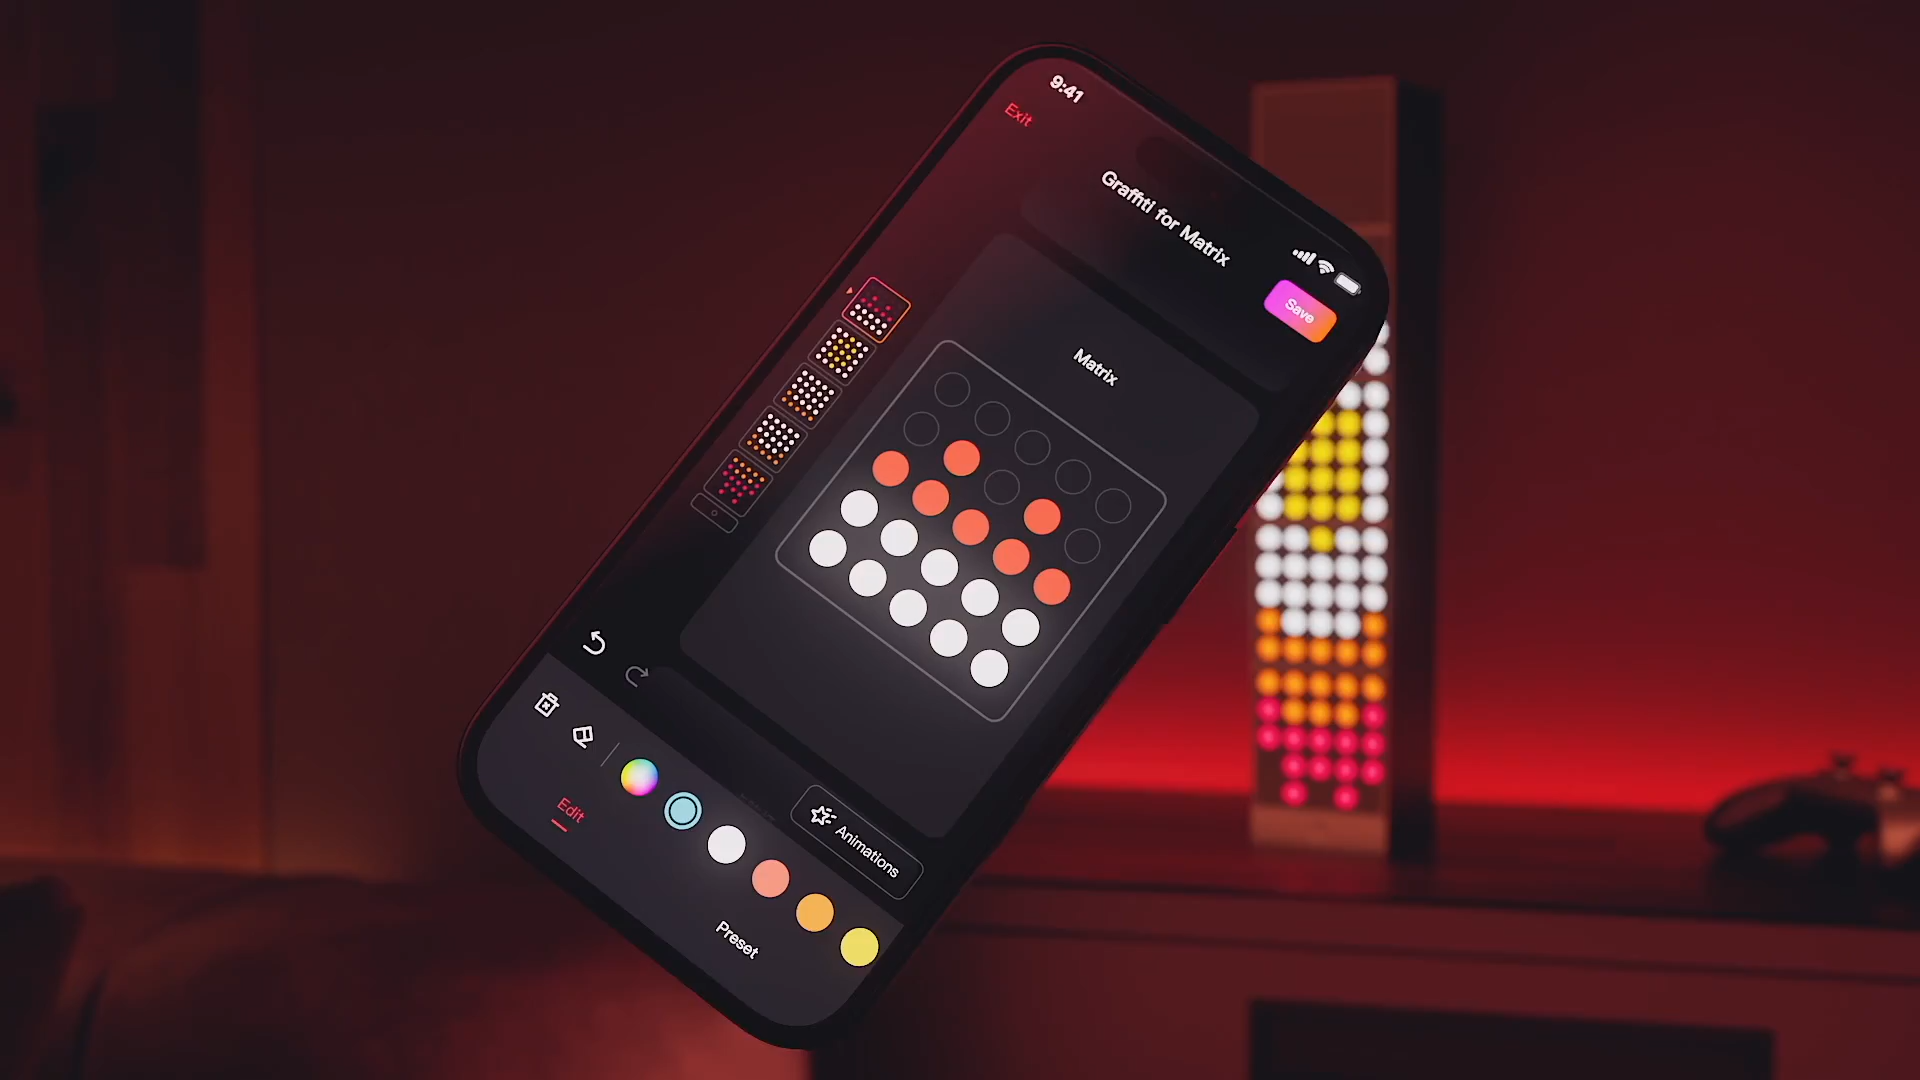 9:41
Exit
Graffiti for Matrix
Save
Matrix
Animations
Edit
Preset